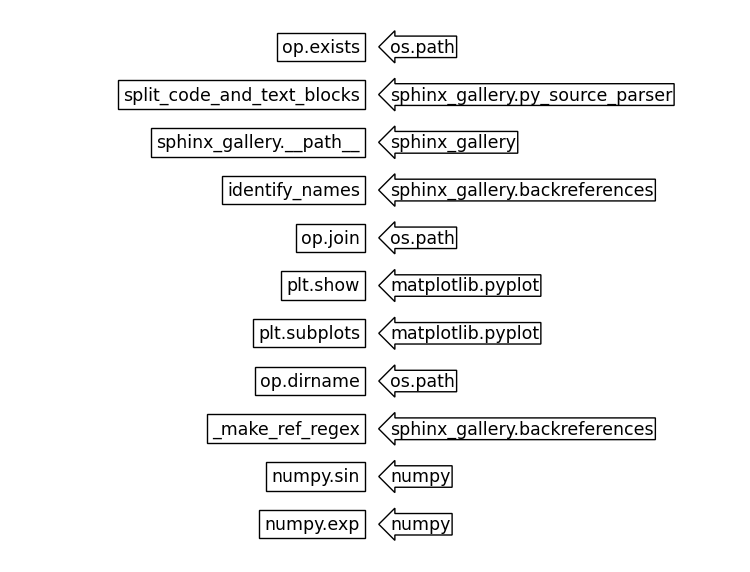 op.exists os.path
split_code_and_text_blocks sphinx_gallery.py_source_parser
sphinx_gallery.__path__ sphinx_gallery
identify_names sphinx_gallery.backreferences
op.join os.path
plt.show matplotlib.pyplot
plt.subplots matplotlib.pyplot
op.dirname os.path
_make_ref_regex sphinx_gallery.backreferences
numpy.sin numpy
numpy.exp numpy